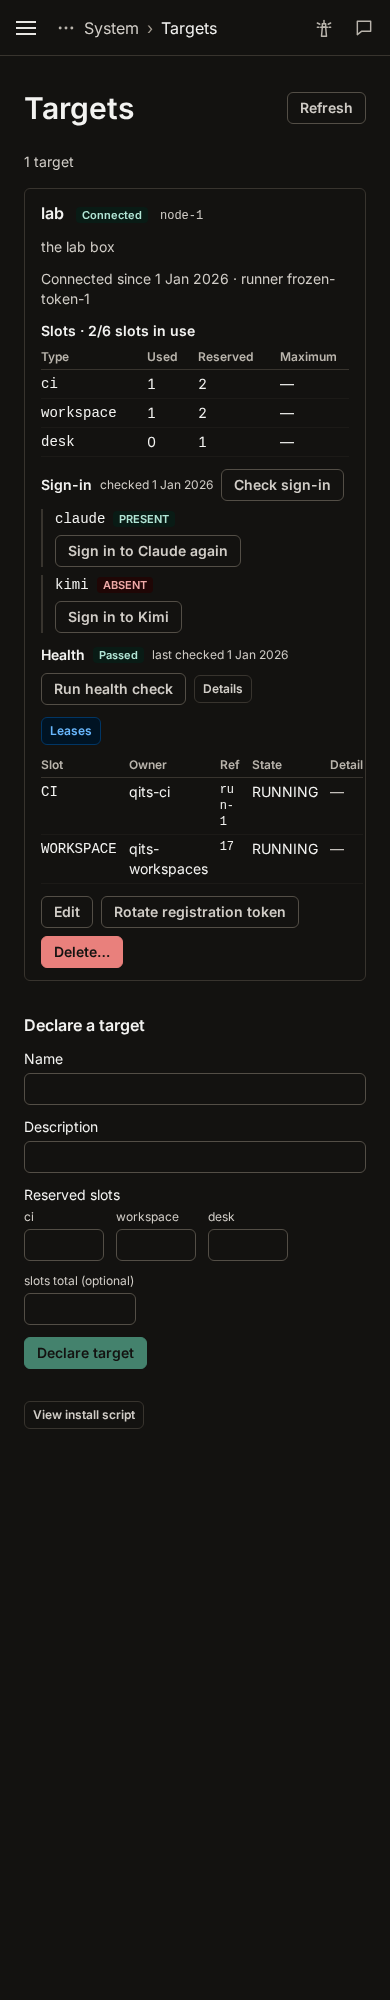 System › Targets
Targets
Refresh
1 target
lab Connected node-1
the lab box
Connected since 1 Jan 2026 · runner frozen-
token-1
Slots · 2/6 slots in use
Type Used Reserved Maximum
ci 1 2 —
workspace 1 2 —
desk 0 1 —
Sign-in checked 1 Jan 2026 Check sign-in
claude PRESENT
Sign in to Claude again
kimi ABSENT
Sign in to Kimi
Health Passed last checked 1 Jan 2026
Run health check Details
Leases
Slot Owner Ref State Detail
CI qits-ci ru RUNNING —
n-
1
WORKSPACE qits- 17 RUNNING —
workspaces
Edit Rotate registration token
Delete…
Declare a target
Name
Description
Reserved slots
ci workspace desk
slots total (optional)
Declare target
View install script